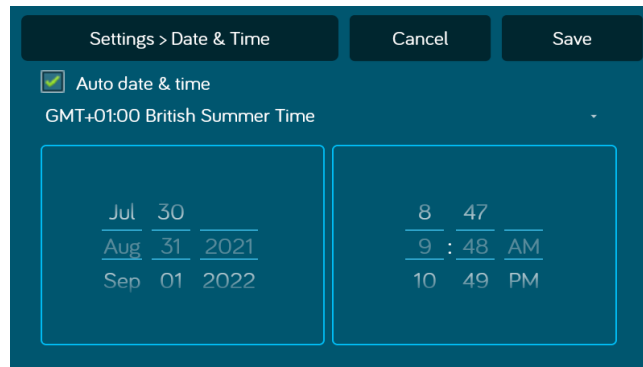 Settings > Date & Time Cancel Save
Auto date & time
GMT+01:00 British Summer Time
Jul 30 8 47
Aug 31 2021 9 : 48 AM
Sep 01 2022 10 49 PM